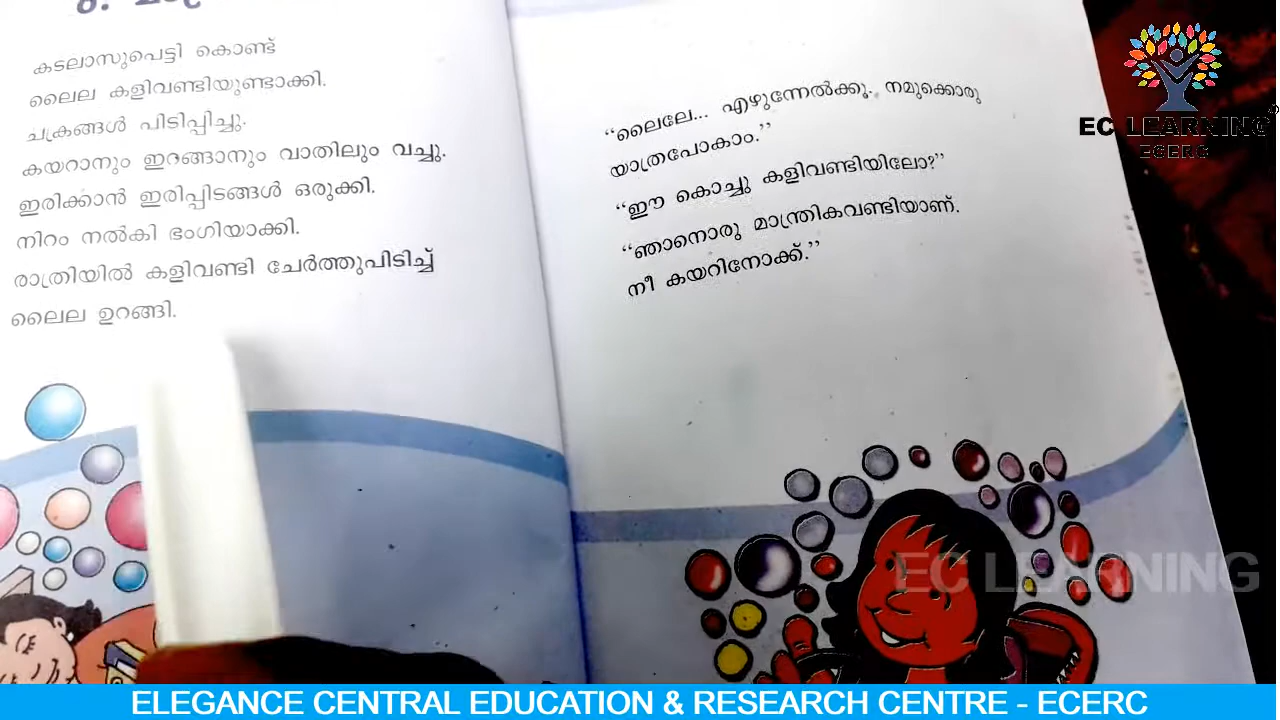 കടലാസുപെട്ടി കൊണ്ട്
ലൈല കളിവണ്ടിയുണ്ടാക്കി.
ചക്രങ്ങൾ പിടിപ്പിച്ചു.
കയറാനും ഇറങ്ങാനും വാതിലും വച്ചു.
ഇരിക്കാൻ ഇരിപ്പിടങ്ങൾ ഒരുക്കി.
നിറം നൽകി ഭംഗിയാക്കി.
രാത്രിയിൽ കളിവണ്ടി ചേർത്തുപിടിച്ച്
ലൈല ഉറങ്ങി.
“ലൈലേ... എഴുന്നേൽക്കൂ. നമുക്കൊരു
യാത്രപോകാം.”
“ഈ കൊച്ചു കളിവണ്ടിയിലോ?”
“ഞാനൊരു മാന്ത്രികവണ്ടിയാണ്.
നീ കയറിനോക്ക്.”
EC LEARNING
ECERC
EC LEARNING
ELEGANCE CENTRAL EDUCATION & RESEARCH CENTRE - ECERC